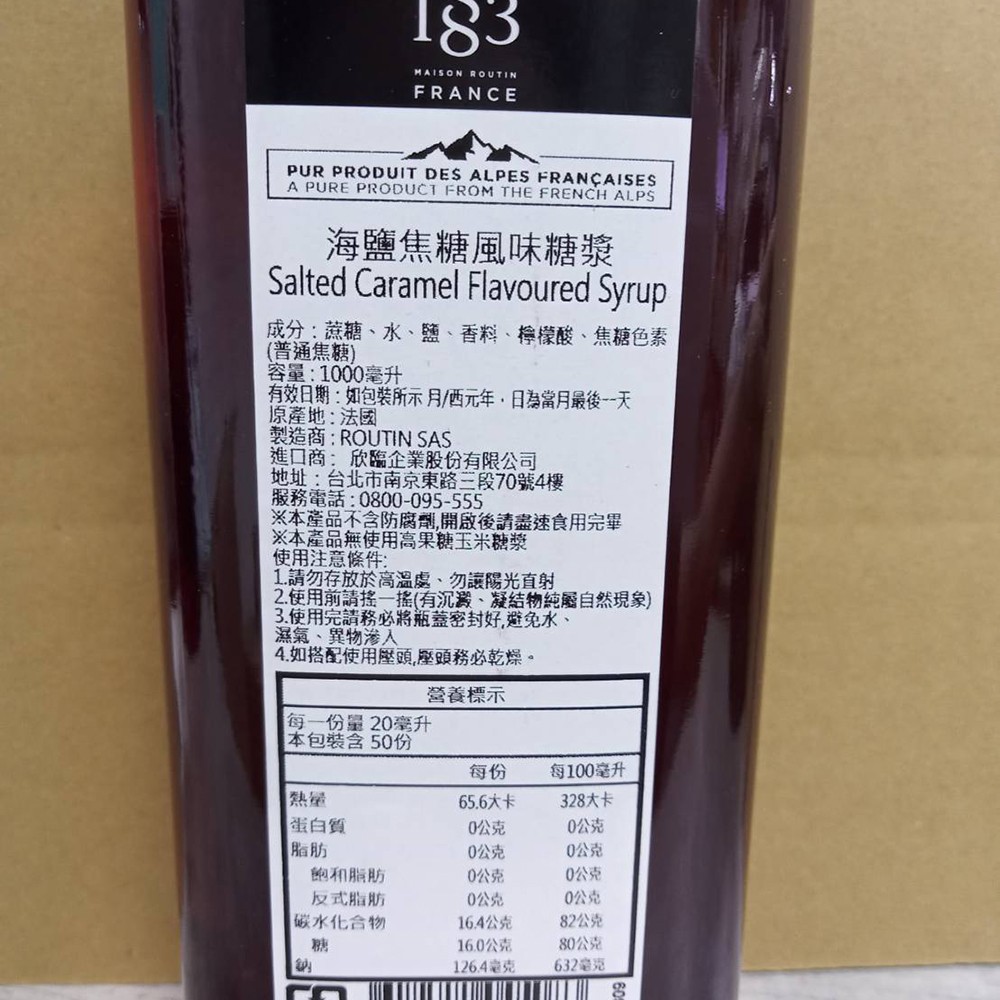 183
MAISON ROUTIN
FRANCE
PUR PRODUIT DES ALPES FRANÇAISES
A PURE PRODUCT FROM THE FRENCH ALPS
海鹽焦糖風味糖漿
Salted Caramel Flavoured Syrup
成分：蔗糖、水、鹽、香料、檸檬酸、焦糖色素
(普通焦糖)
容量：1000毫升
有效日期：如包裝所示 月/西元年，日為當月最後一天
原產地：法國
製造商：ROUTIN SAS
進口商： 欣臨企業股份有限公司
地址：台北市南京東路三段70號4樓
服務電話：0800-095-555
※本產品不含防腐劑,開啟後請盡速食用完畢
※本產品無使用高果糖玉米糖漿
使用注意條件:
1.請勿存放於高溫處、勿讓陽光直射
2.使用前請搖一搖(有沉澱、凝結物純屬自然現象)
3.使用完請務必將瓶蓋密封好,避免水、
濕氣、異物滲入
4.如搭配使用壓頭,壓頭務必乾燥。
營養標示
每一份量 20毫升
本包裝含 50份
每份 每100毫升
熱量 65.6大卡 328大卡
蛋白質 0公克 0公克
脂肪 0公克 0公克
飽和脂肪 0公克 0公克
反式脂肪 0公克 0公克
碳水化合物 16.4公克 82公克
糖 16.0公克 80公克
鈉 126.4毫克 632毫克